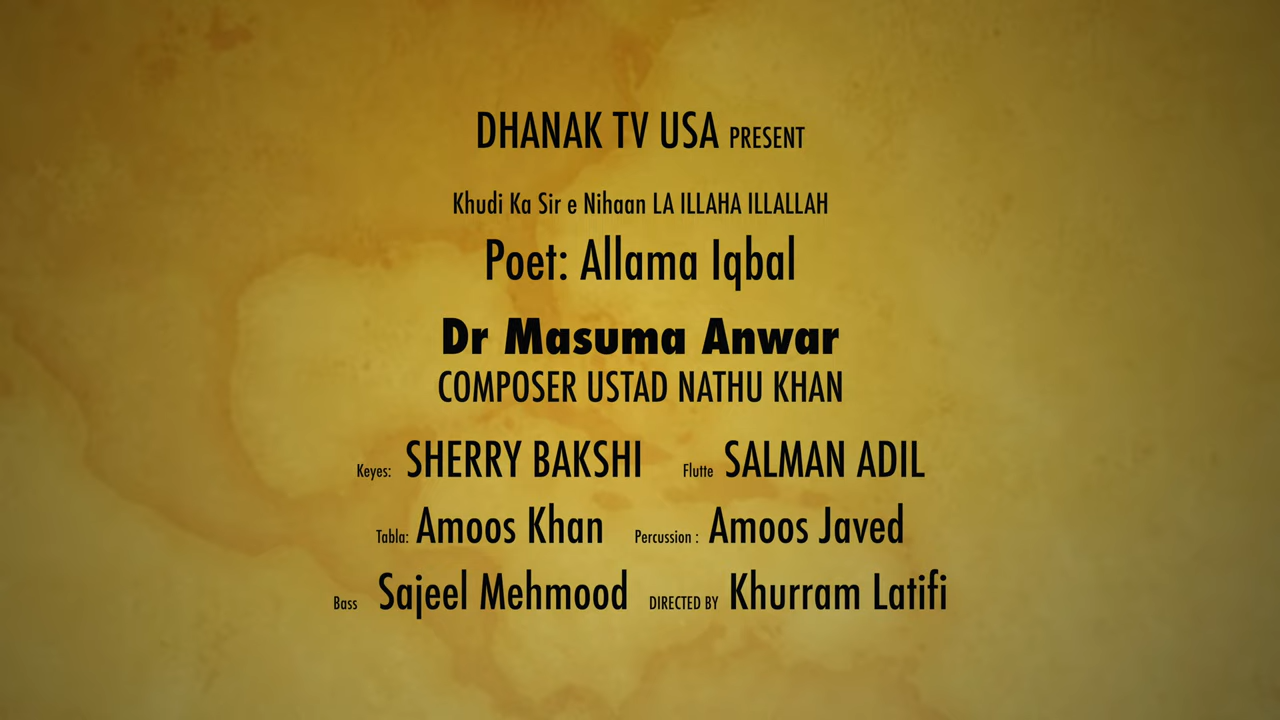 DHANAK TV USA PRESENT
Khudi Ka Sir e Nihaan LA ILLAHA ILLALLAH
Poet: Allama Iqbal
Dr Masuma Anwar
COMPOSER USTAD NATHU KHAN
Keyes: SHERRY BAKSHI Flutte SALMAN ADIL
Tabla: Amoos Khan Percussion : Amoos Javed
Bass Sajeel Mehmood DIRECTED BY Khurram Latifi